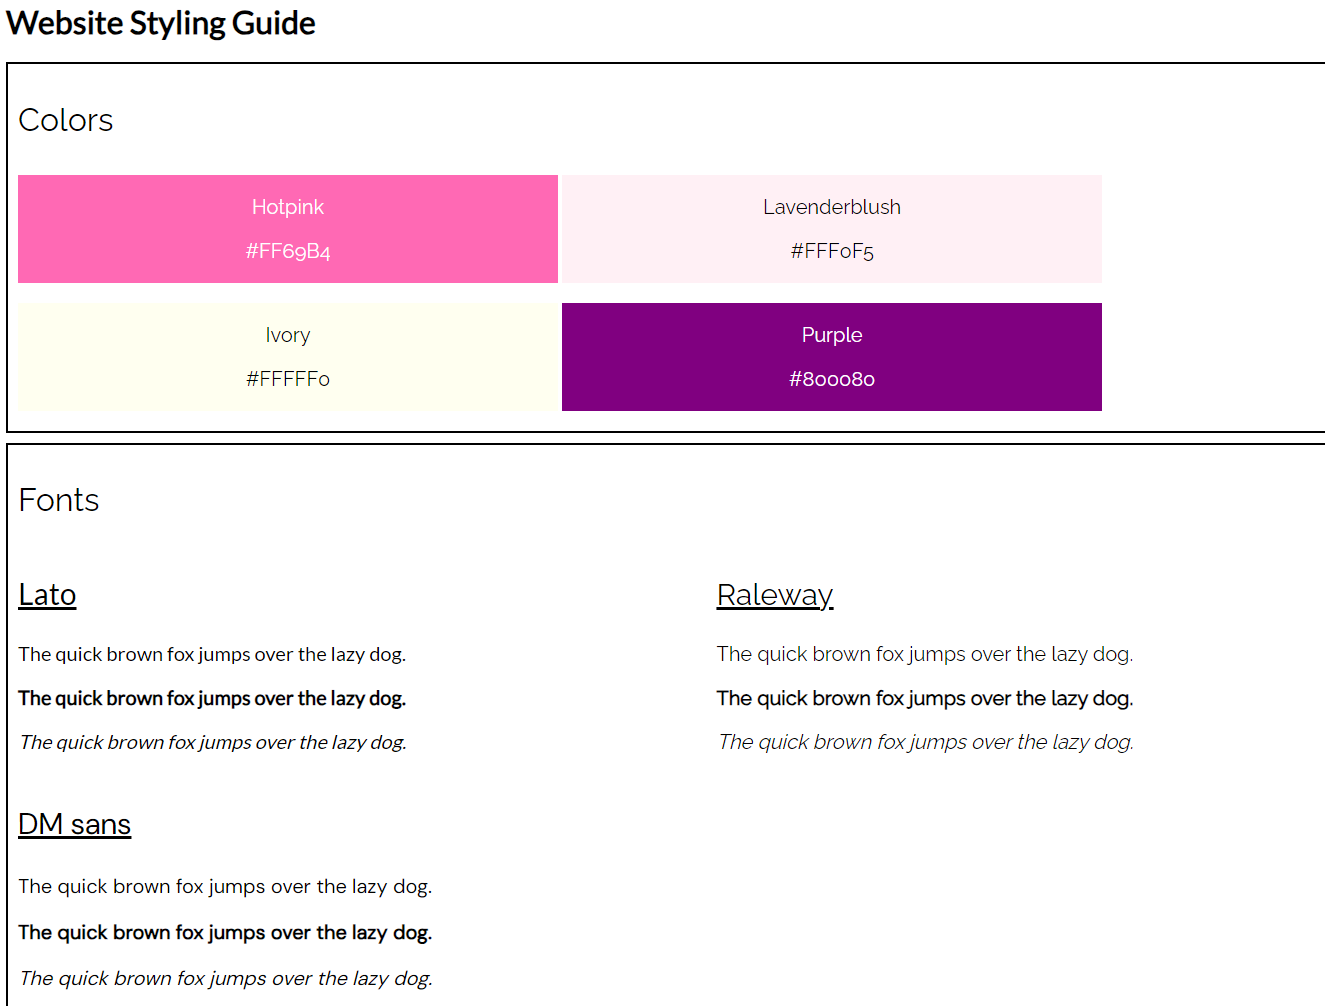 Website Styling Guide
Colors
Hotpink
#FF69B4
Lavenderblush
#FFF0F5
Ivory
#FFFFF0
Purple
#800080
Fonts
Lato
The quick brown fox jumps over the lazy dog.
The quick brown fox jumps over the lazy dog.
The quick brown fox jumps over the lazy dog.
Raleway
The quick brown fox jumps over the lazy dog.
The quick brown fox jumps over the lazy dog.
The quick brown fox jumps over the lazy dog.
DM sans
The quick brown fox jumps over the lazy dog.
The quick brown fox jumps over the lazy dog.
The quick brown fox jumps over the lazy dog.